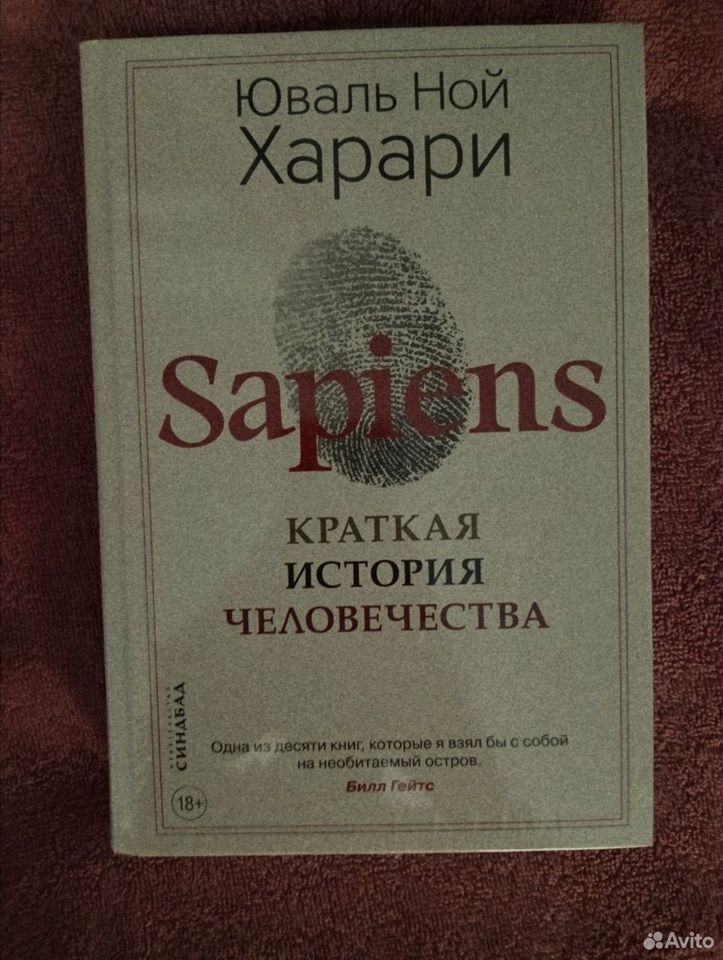 Юваль Ной
Харари
Sapiens
КРАТКАЯ
ИСТОРИЯ
ЧЕЛОВЕЧЕСТВА
Одна из десяти книг, которые я взял бы с собой
на необитаемый остров.
Билл Гейтс
ИЗДАТЕЛЬСТВО
СИНДБАД
18+
Avito